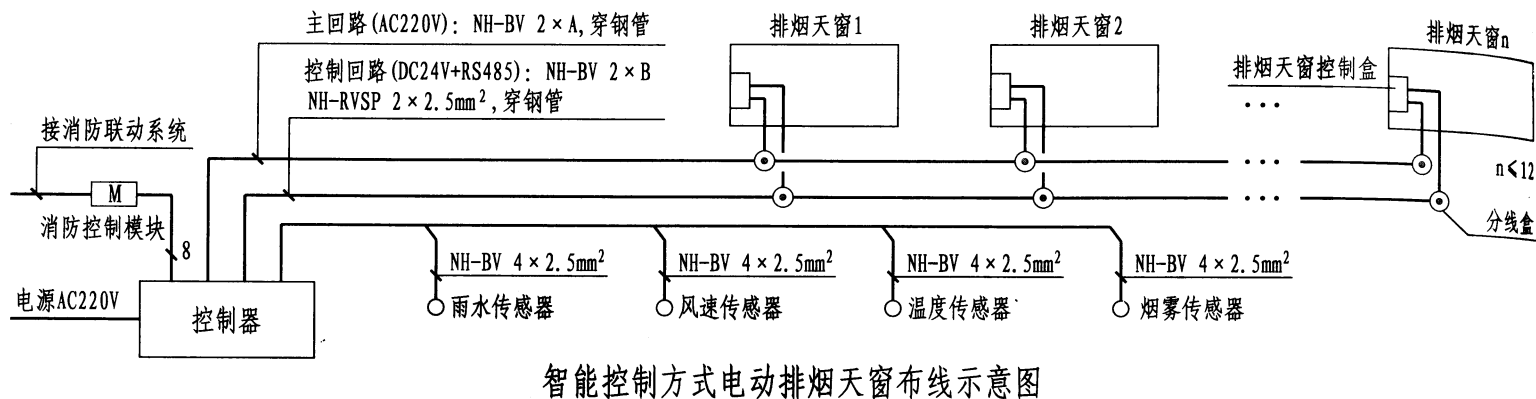 主回路(AC220V): NH-BV 2×A,穿钢管
控制回路(DC24V+RS485): NH-BV 2×B
NH-RVSP 2×2.5mm²,穿钢管
排烟天窗1
排烟天窗2
排烟天窗n
排烟天窗控制盒
...
接消防联动系统
M
消防控制模块
8
...
n≤12
...
分线盒
NH-BV 4×2.5mm²
NH-BV 4×2.5mm²
NH-BV 4×2.5mm²
NH-BV 4×2.5mm²
电源AC220V
控制器
雨水传感器
风速传感器
温度传感器
烟雾传感器
智能控制方式电动排烟天窗布线示意图